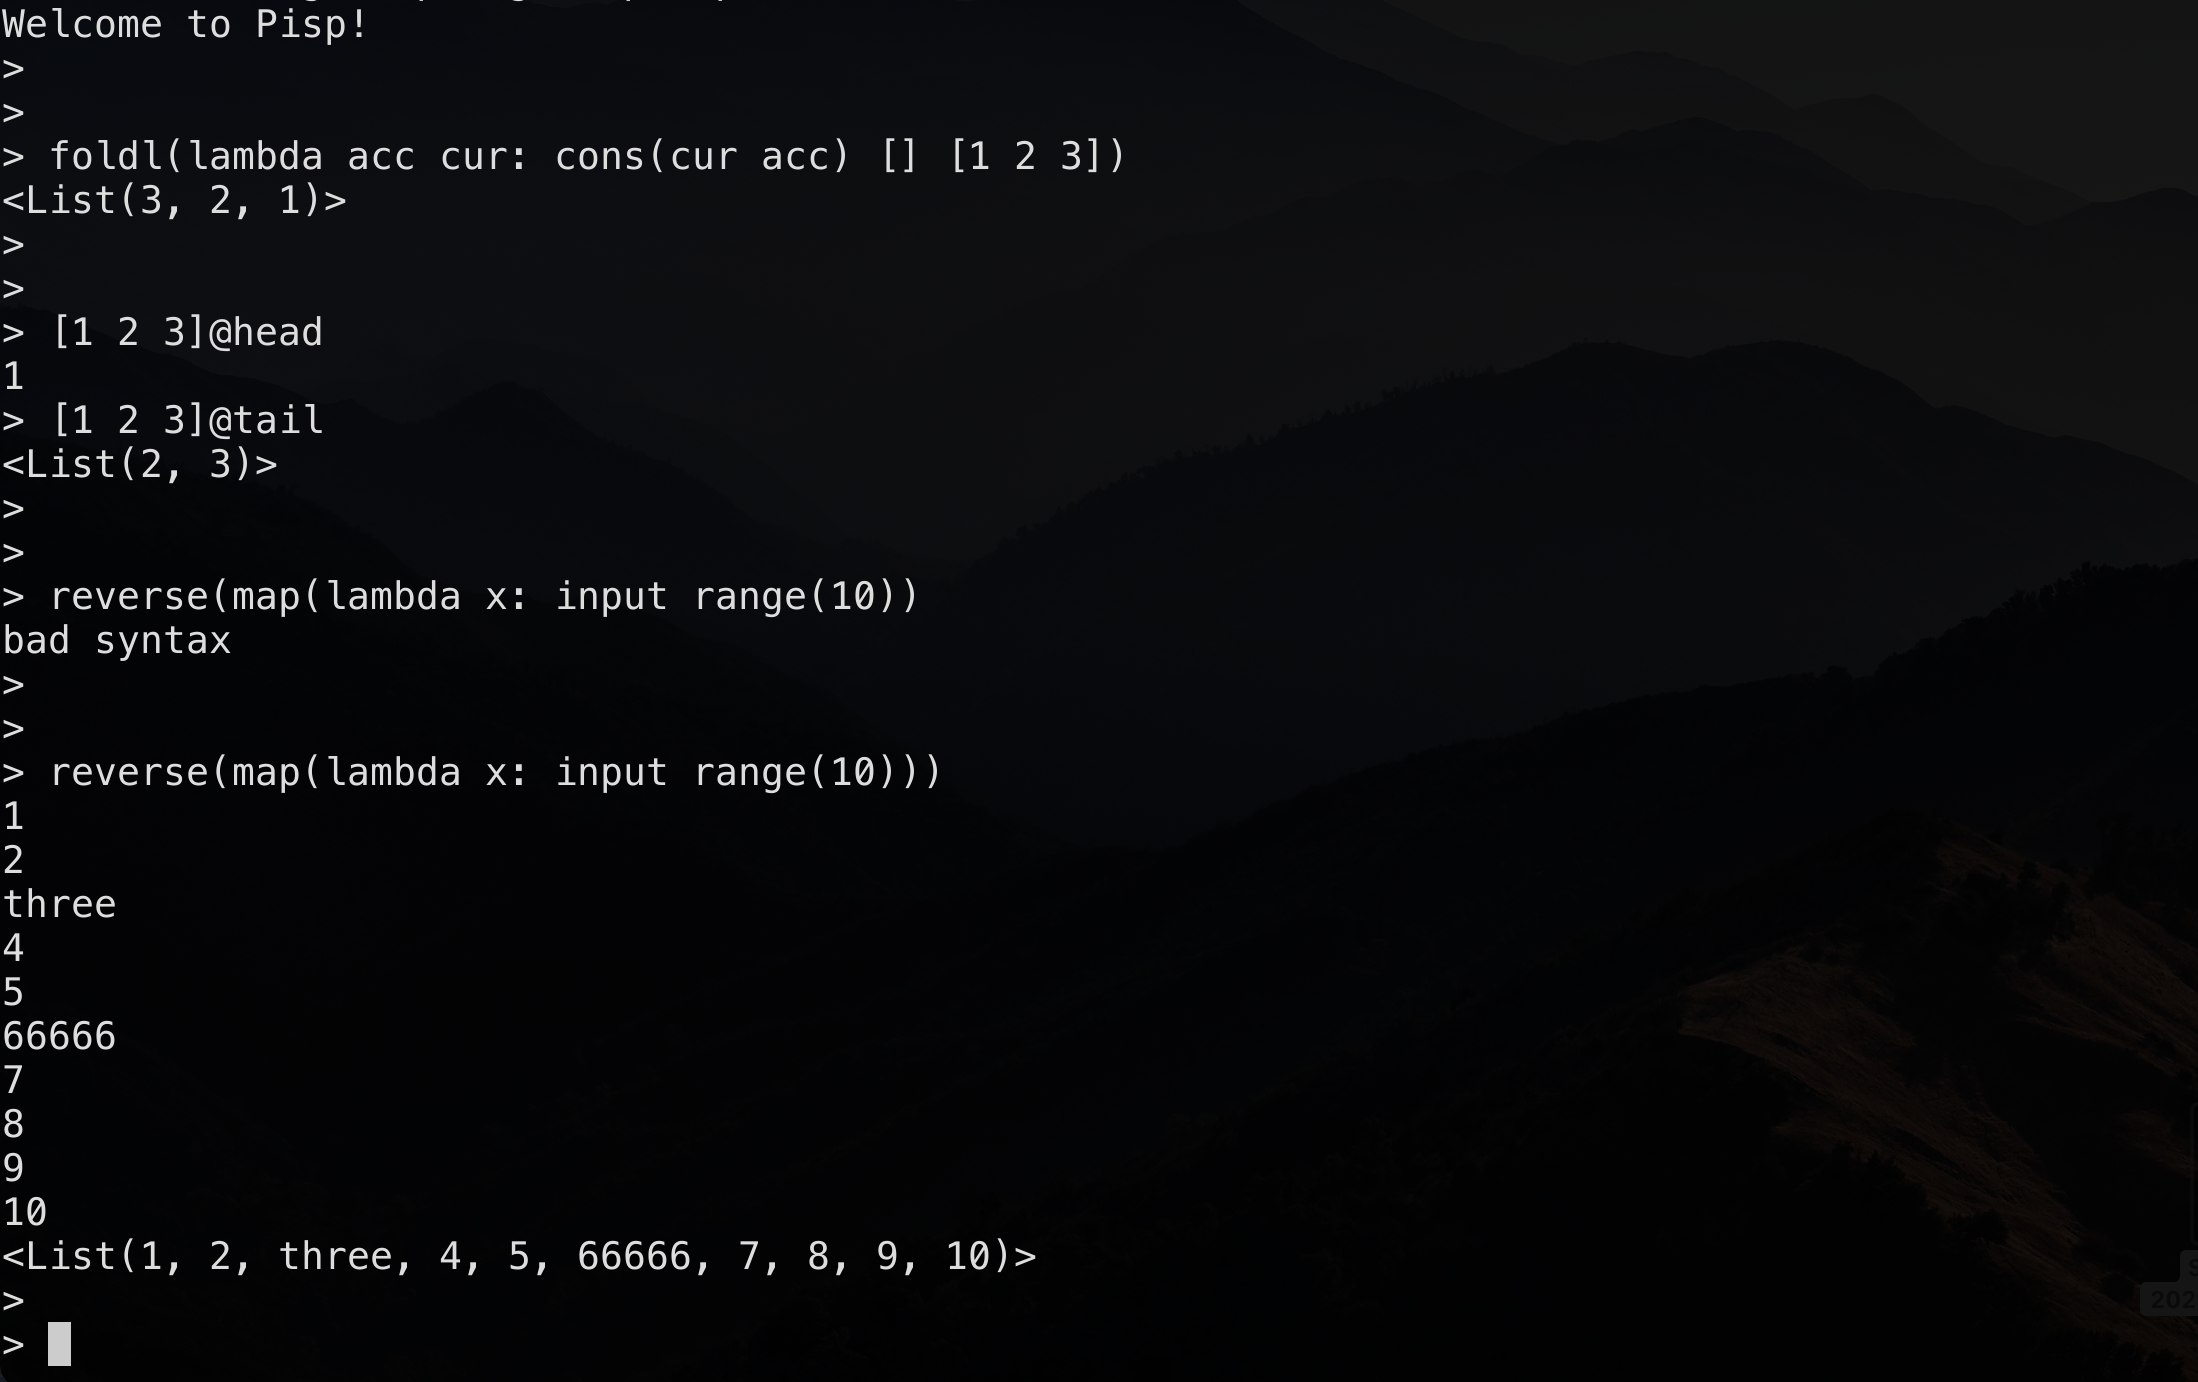 Welcome to Pisp!
>
>
> foldl(lambda acc cur: cons(cur acc) [] [1 2 3])
<List(3, 2, 1)>
>
>
> [1 2 3]@head
1
> [1 2 3]@tail
<List(2, 3)>
>
>
> reverse(map(lambda x: input range(10))
bad syntax
>
>
> reverse(map(lambda x: input range(10)))
1
2
three
4
5
66666
7
8
9
10
<List(1, 2, three, 4, 5, 66666, 7, 8, 9, 10)>
>
>